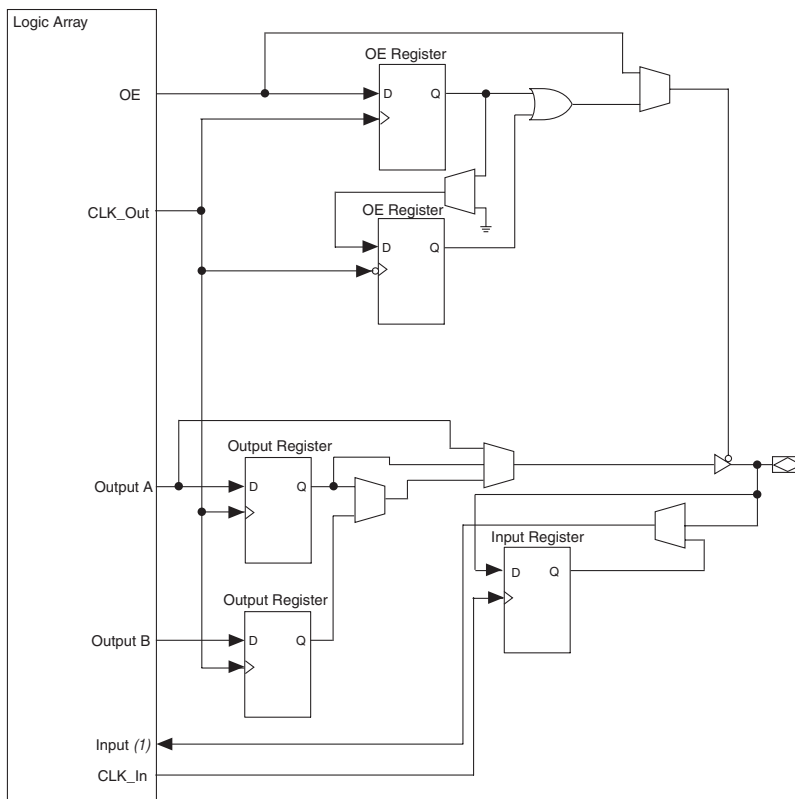 Logic Array
OE Register
OE
D
Q
CLK_Out
OE Register
D
Q
Output Register
Output A
D
Q
Input Register
D
Q
Output Register
Output B
D
Q
Input (1)
CLK_In